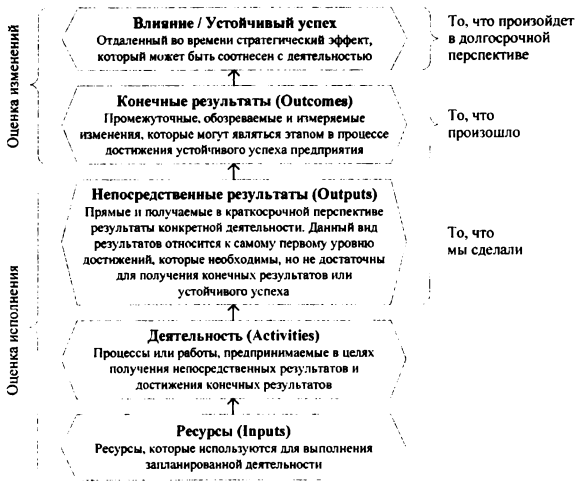 Влияние / Устойчивый успех
Отдаленный во времени стратегический эффект,
который может быть соотнесен с деятельностью
То, что произойдет
в долгосрочной
перспективе
Оценка изменений
Конечные результаты (Outcomes)
Промежуточные, обозреваемые и измеряемые
изменения, которые могут являться этапом в процессе
достижения устойчивого успеха предприятия
То, что
произошло
Непосредственные результаты (Outputs)
Прямые и получаемые в краткосрочной перспективе
результаты конкретной деятельности. Данный вид
результатов относится к самому первому уровню
достижений, которые необходимы, но не достаточны
для получения конечных результатов или
устойчивого успеха
То, что
мы сделали
Оценка исполнения
Деятельность (Activities)
Процессы или работы, предпринимаемые в целях
получения непосредственных результатов и
достижения конечных результатов
Ресурсы (Inputs)
Ресурсы, которые используются для выполнения
запланированной деятельности